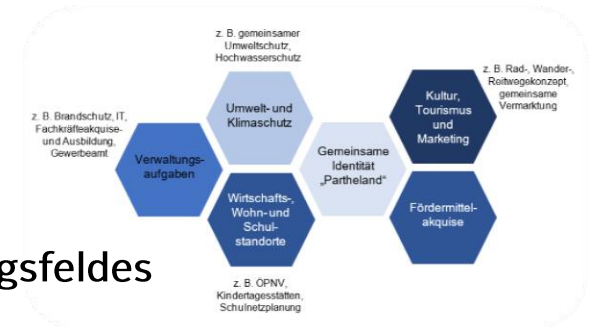 z. B. gemeinsamer
Umweltschutz,
Hochwasserschutz
z. B. Rad-, Wander-,
Reitwegekonzept,
gemeinsame
Vermarktung
Kultur,
Tourismus
und
Marketing
Umwelt- und
Klimaschutz
z. B. Brandschutz, IT,
Fachkräfteakquise-
und Ausbildung,
Gewerbeamt
Verwaltungs-
aufgaben
Gemeinsame
Identität
„Partheland“
Wirtschafts-,
Wohn- und
Schul-
standorte
Fördermittel-
akquise
gsfeldes
z. B. ÖPNV,
Kindertagesstätten,
Schulnetzplanung